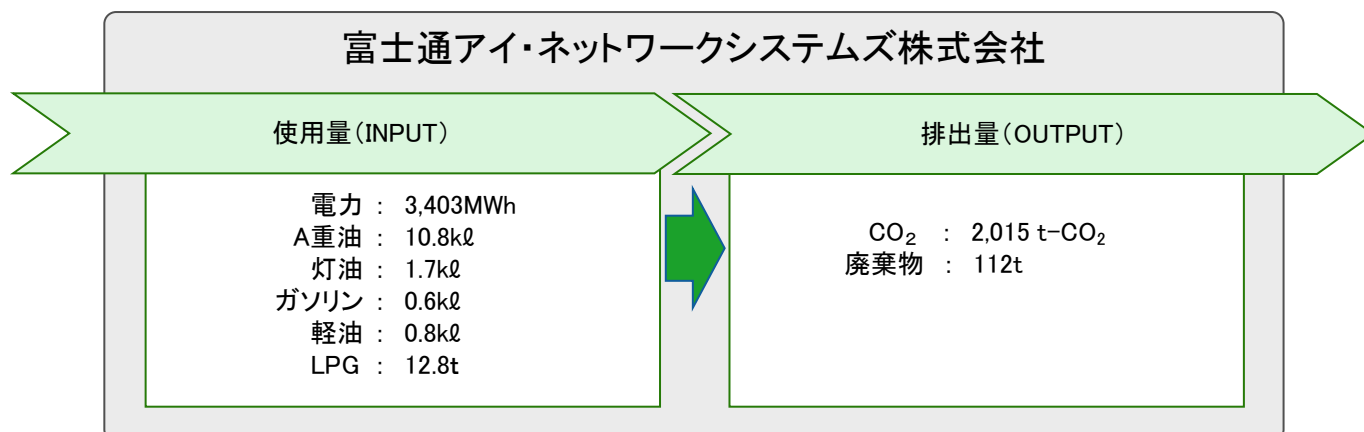 富士通アイ・ネットワークシステムズ株式会社
使用量(INPUT)
排出量(OUTPUT)
電力 : 3,403MWh
A重油 : 10.8kℓ
灯油 : 1.7kℓ
ガソリン : 0.6kℓ
軽油 : 0.8kℓ
LPG : 12.8t
CO₂ : 2,015 t-CO₂
廃棄物 : 112t